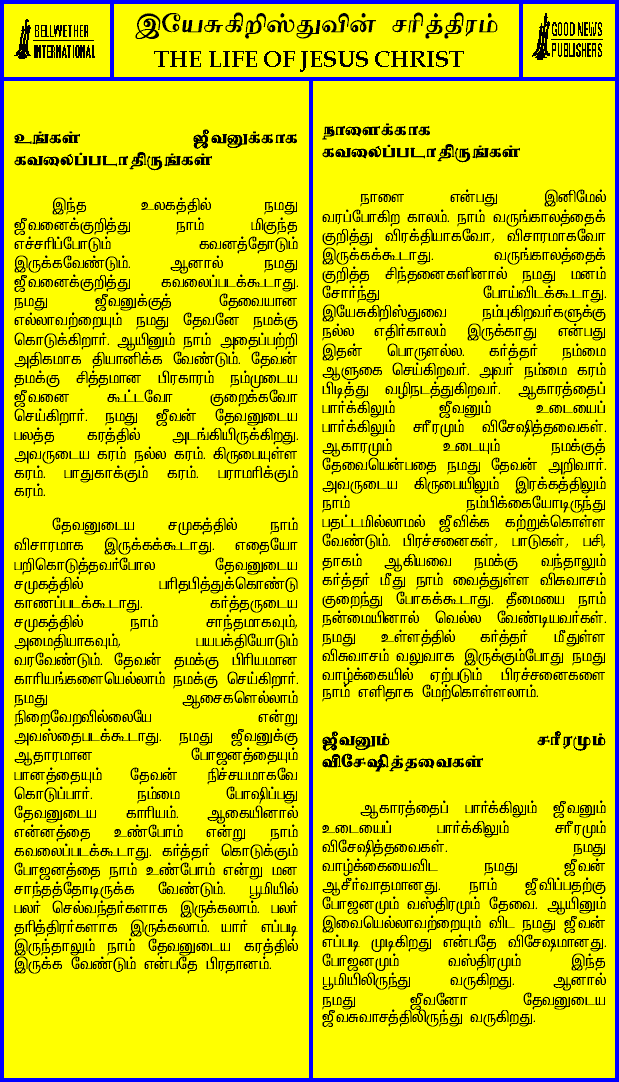 BELLWETHER
INTERNATIONAL
இயேசுகிறிஸ்துவின் சரித்திரம்
THE LIFE OF JESUS CHRIST
GOOD NEWS
PUBLISHERS
உங்கள் ஜீவனுக்காக
கவலைப்படாதிருங்கள்
இந்த உலகத்தில் நமது
ஜீவனைக்குறித்து நாம் மிகுந்த
எச்சரிப்போடும் கவனத்தோடும்
இருக்கவேண்டும். ஆனால் நமது
ஜீவனைக்குறித்து கவலைப்படக்கூடாது.
நமது ஜீவனுக்குத் தேவையான
எல்லாவற்றையும் நமது தேவனே நமக்கு
கொடுக்கிறார். ஆயினும் நாம் அதைப்பற்றி
அதிகமாக தியானிக்க வேண்டும். தேவன்
தமக்கு சித்தமான பிரகாரம் நம்முடைய
ஜீவனை கூட்டவோ குறைக்கவோ
செய்கிறார். நமது ஜீவன் தேவனுடைய
பலத்த கரத்தில் அடங்கியிருக்கிறது.
அவருடைய கரம் நல்ல கரம். கிருபையுள்ள
கரம். பாதுகாக்கும் கரம். பராமரிக்கும்
கரம்.
தேவனுடைய சமுகத்தில் நாம்
விசாரமாக இருக்கக்கூடாது. எதையோ
பறிகொடுத்தவர்போல தேவனுடைய
சமுகத்தில் பரிதபித்துக்கொண்டு
காணப்படக்கூடாது. கர்த்தருடைய
சமுகத்தில் நாம் சாந்தமாகவும்,
அமைதியாகவும், பயபக்தியோடும்
வரவேண்டும். தேவன் தமக்கு பிரியமான
காரியங்களையெல்லாம் நமக்கு செய்கிறார்.
நமது ஆசைகளெல்லாம்
நிறைவேறவில்லையே என்று
அவஸ்தைபடக்கூடாது. நமது ஜீவனுக்கு
ஆதாரமான போஜனத்தையும்
பானத்தையும் தேவன் நிச்சயமாகவே
கொடுப்பார். நம்மை போஷிப்பது
தேவனுடைய காரியம். ஆகையினால்
என்னத்தை உண்போம் என்று நாம்
கவலைப்படக்கூடாது. கர்த்தர் கொடுக்கும்
போஜனத்தை நாம் உண்போம் என்று மன
சாந்தத்தோடிருக்க வேண்டும். பூமியில்
பலர் செல்வந்தர்களாக இருக்கலாம். பலர்
தரித்திரர்களாக இருக்கலாம். யார் எப்படி
இருந்தாலும் நாம் தேவனுடைய கரத்தில்
இருக்க வேண்டும் என்பதே பிரதானம்.
நாளைக்காக
கவலைப்படாதிருங்கள்
நாளை என்பது இனிமேல்
வரப்போகிற காலம். நாம் வருங்காலத்தைக்
குறித்து விரக்தியாகவோ, விசாரமாகவோ
இருக்கக்கூடாது. வருங்காலத்தைக்
குறித்த சிந்தனைகளினால் நமது மனம்
சோர்ந்து போய்விடக்கூடாது.
இயேசுகிறிஸ்துவை நம்புகிறவர்களுக்கு
நல்ல எதிர்காலம் இருக்காது என்பது
இதன் பொருளல்ல. கர்த்தர் நம்மை
ஆளுகை செய்கிறவர். அவர் நம்மை கரம்
பிடித்து வழிநடத்துகிறவர். ஆகாரத்தைப்
பார்க்கிலும் ஜீவனும் உடையைப்
பார்க்கிலும் சரீரமும் விசேஷித்தவைகள்.
ஆகாரமும் உடையும் நமக்குத்
தேவையென்பதை நமது தேவன் அறிவார்.
அவருடைய கிருபையிலும் இரக்கத்திலும்
நாம் நம்பிக்கையோடிருந்து
பதட்டமில்லாமல் ஜீவிக்க கற்றுக்கொள்ள
வேண்டும். பிரச்சனைகள், பாடுகள், பசி,
தாகம் ஆகியவை நமக்கு வந்தாலும்
கர்த்தர் மீது நாம் வைத்துள்ள விசுவாசம்
குறைந்து போகக்கூடாது. தீமையை நாம்
நன்மையினால் வெல்ல வேண்டியவர்கள்.
நமது உள்ளத்தில் கர்த்தர் மீதுள்ள
விசுவாசம் வலுவாக இருக்கும்போது நமது
வாழ்க்கையில் ஏற்படும் பிரச்சனைகளை
நாம் எளிதாக மேற்கொள்ளலாம்.
ஜீவனும் சரீரமும்
விசேஷித்தவைகள்
ஆகாரத்தைப் பார்க்கிலும் ஜீவனும்
உடையைப் பார்க்கிலும் சரீரமும்
விசேஷித்தவைகள். நமது
வாழ்க்கையைவிட நமது ஜீவன்
ஆசீர்வாதமானது. நாம் ஜீவிப்பதற்கு
போஜனமும் வஸ்திரமும் தேவை. ஆயினும்
இவையெல்லாவற்றையும் விட நமது ஜீவன்
எப்படி முடிகிறது என்பதே விசேஷமானது.
போஜனமும் வஸ்திரமும் இந்த
பூமியிலிருந்து வருகிறது. ஆனால்
நமது ஜீவனோ தேவனுடைய
ஜீவசுவாசத்திலிருந்து வருகிறது.